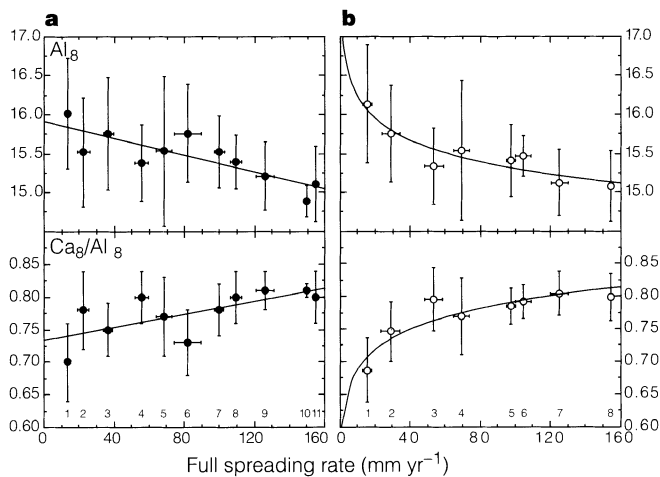 a b
17.0 Al8 17.0
16.5 16.5
16.0 16.0
15.5 15.5
15.0 15.0
Ca8/Al8
0.85 0.85
0.80 0.80
0.75 0.75
0.70 0.70
0.65 0.65
1 2 3 4 5 6 7 8 9 10 11 1 2 3 4 5 6 7 8
0.60 0.60
0 40 80 120 160 0 40 80 120 160
Full spreading rate (mm yr⁻¹)